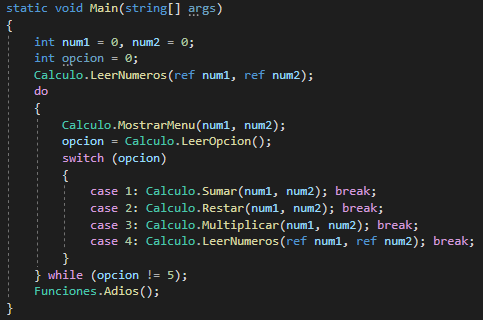 static void Main(string[] args)
{
int num1 = 0, num2 = 0;
int opcion = 0;
Calculo.LeerNumeros(ref num1, ref num2);
do
{
Calculo.MostrarMenu(num1, num2);
opcion = Calculo.LeerOpcion();
switch (opcion)
{
case 1: Calculo.Sumar(num1, num2); break;
case 2: Calculo.Restar(num1, num2); break;
case 3: Calculo.Multiplicar(num1, num2); break;
case 4: Calculo.LeerNumeros(ref num1, ref num2); break;
}
} while (opcion != 5);
Funciones.Adios();
}